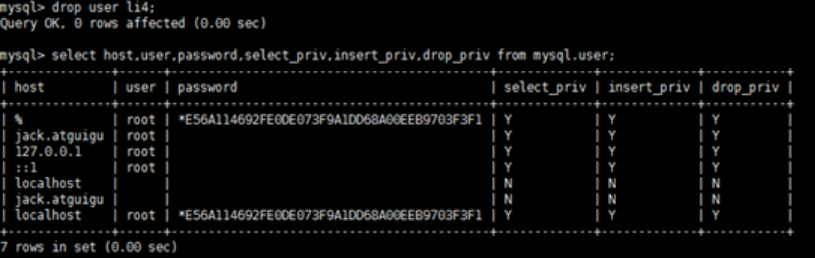 mysql> drop user li4;
Query OK, 0 rows affected (0.00 sec)
mysql> select host,user,password,select_priv,insert_priv,drop_priv from mysql.user;
| host | user | password | select_priv | insert_priv | drop_priv |
| % | root | *E56A114692FE0DE073F9A1DD68A00EEB9703F3F1 | Y | Y | Y |
| jack.atguigu | root | | Y | Y | Y |
| 127.0.0.1 | root | | Y | Y | Y |
| ::1 | root | | Y | Y | Y |
| localhost | | | N | N | N |
| jack.atguigu | | | N | N | N |
| localhost | root | *E56A114692FE0DE073F9A1DD68A00EEB9703F3F1 | Y | Y | Y |
7 rows in set (0.00 sec)